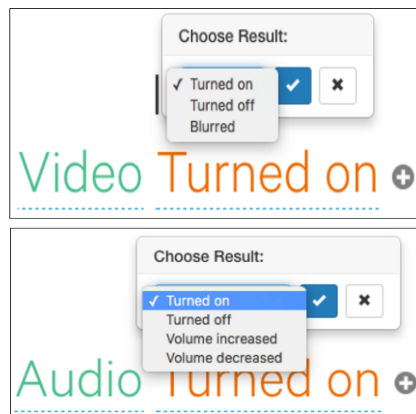 Choose Result:
✓ Turned on
Turned off
Blurred
Video Turned on
Choose Result:
✓ Turned on
Turned off
Volume increased
Volume decreased
Audio Turned on